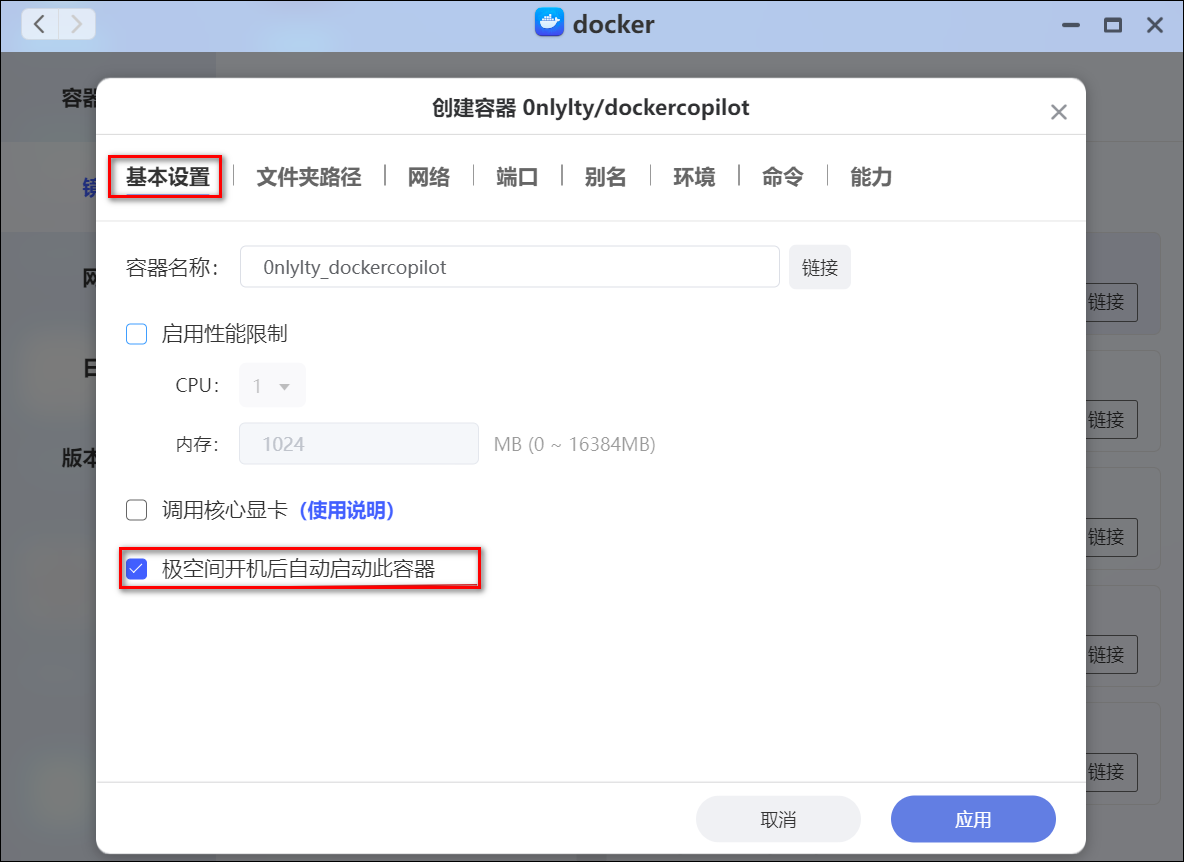 docker
容器
创建容器 0nlylty/dockercopilot
基本设置 文件夹路径 网络 端口 别名 环境 命令 能力
容器名称： 0nlylty_dockercopilot 链接
启用性能限制
链接
CPU： 1
链接
内存： 1024 MB (0 ~ 16384MB)
版本
调用核心显卡 (使用说明)
链接
极空间开机后自动启动此容器
链接
链接
取消 应用